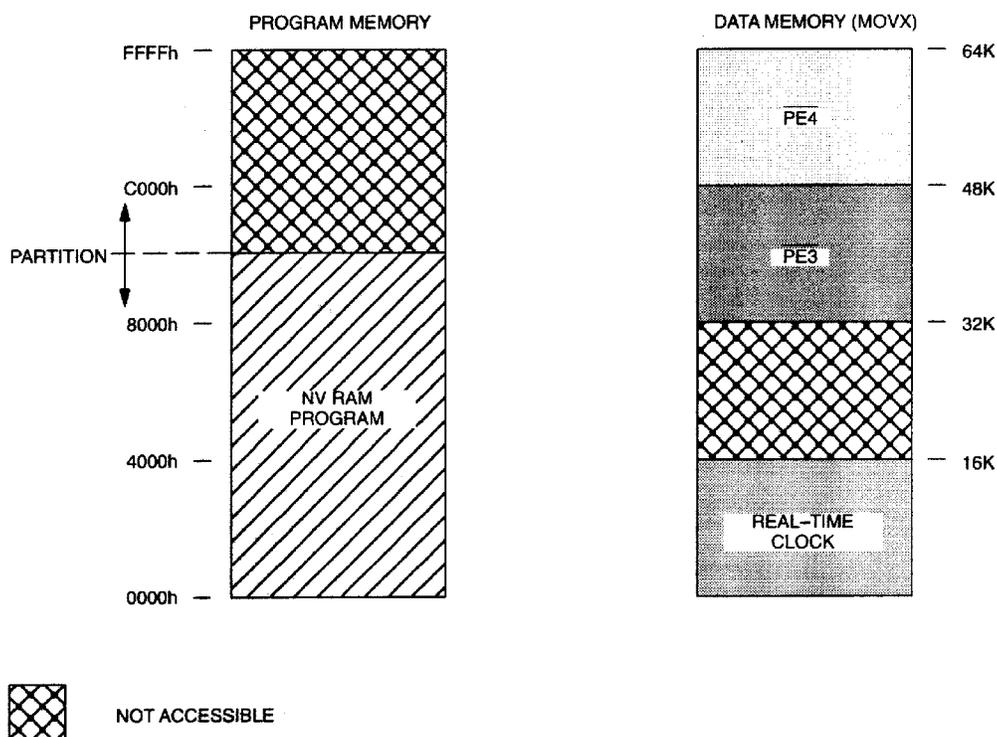 PROGRAM MEMORY
FFFFh
C000h
PARTITION
8000h
NV RAM
PROGRAM
4000h
0000h
DATA MEMORY (MOVX)
64K
PE4
48K
PE3
32K
16K
REAL–TIME
CLOCK
NOT ACCESSIBLE